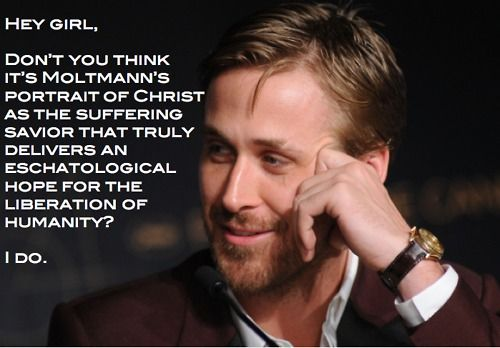 HEY GIRL,
DON'T YOU THINK
IT'S MOLTMANN'S
PORTRAIT OF CHRIST
AS THE SUFFERING
SAVIOR THAT TRULY
DELIVERS AN
ESCHATOLOGICAL
HOPE FOR THE
LIBERATION OF
HUMANITY?
I DO.